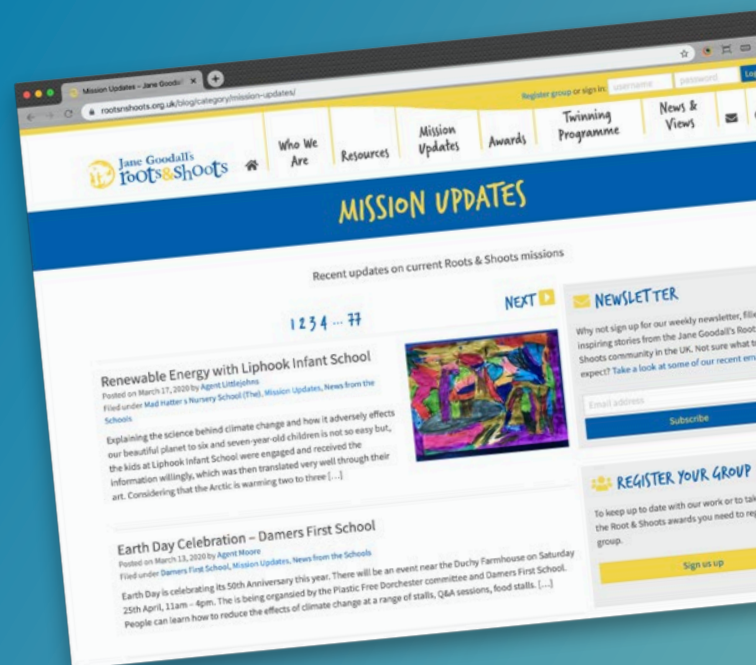 Mission Updates – Jane Goodall
rootsnshoots.org.uk/blog/category/mission-updates/
Register group or sign in:
username
password
Jane Goodall's
roots&shoots
Who We
Are
Resources
Mission
Updates
Awards
Twinning
Programme
News &
Views
MISSION UPDATES
Recent updates on current Roots & Shoots missions
1 2 3 4 ... 77
NEXT
Renewable Energy with Liphook Infant School
Posted on March 17, 2020 by Agent Littlejohns
Filed under Mad Hatter's Nursery School (The), Mission Updates, News from the
Schools
Explaining the science behind climate change and how it adversely effects
our beautiful planet to six and seven-year-old children is not so easy but,
the kids at Liphook Infant School were engaged and received the
information willingly, which was then translated very well through their
art. Considering that the Arctic is warming two to three [...]
Earth Day Celebration – Damers First School
Posted on March 13, 2020 by Agent Moore
Filed under Damers First School, Mission Updates, News from the Schools
Earth Day is celebrating its 50th Anniversary this year. There will be an event near the Duchy Farmhouse on Saturday
25th April, 11am – 4pm. The is being organsied by the Plastic Free Dorchester committee and Damers First School.
People can learn how to reduce the effects of climate change at a range of stalls, Q&A sessions, food stalls. [...]
NEWSLETTER
Why not sign up for our weekly newsletter,
inspiring stories from the Jane Goodall's
Shoots community in the UK. Not sure what
expect? Take a look at some of our recent
Email address
Subscribe
REGISTER YOUR GROUP
To keep up to date with our work or to
the Root & Shoots awards you need to
group.
Sign us up